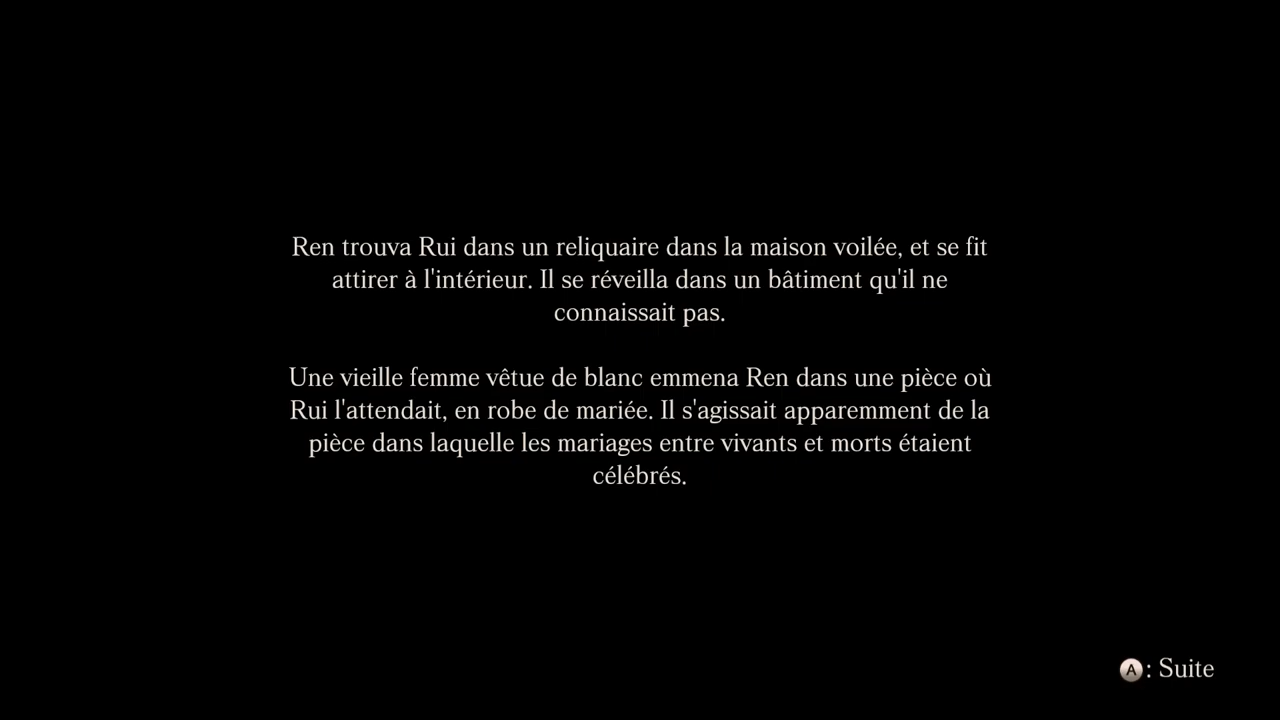 Ren trouva Rui dans un reliquaire dans la maison voilée, et se fit
attirer à l'intérieur. Il se réveilla dans un bâtiment qu'il ne
connaissait pas.
Une vieille femme vêtue de blanc emmena Ren dans une pièce où
Rui l'attendait, en robe de mariée. Il s'agissait apparemment de la
pièce dans laquelle les mariages entre vivants et morts étaient
célébrés.
A : Suite